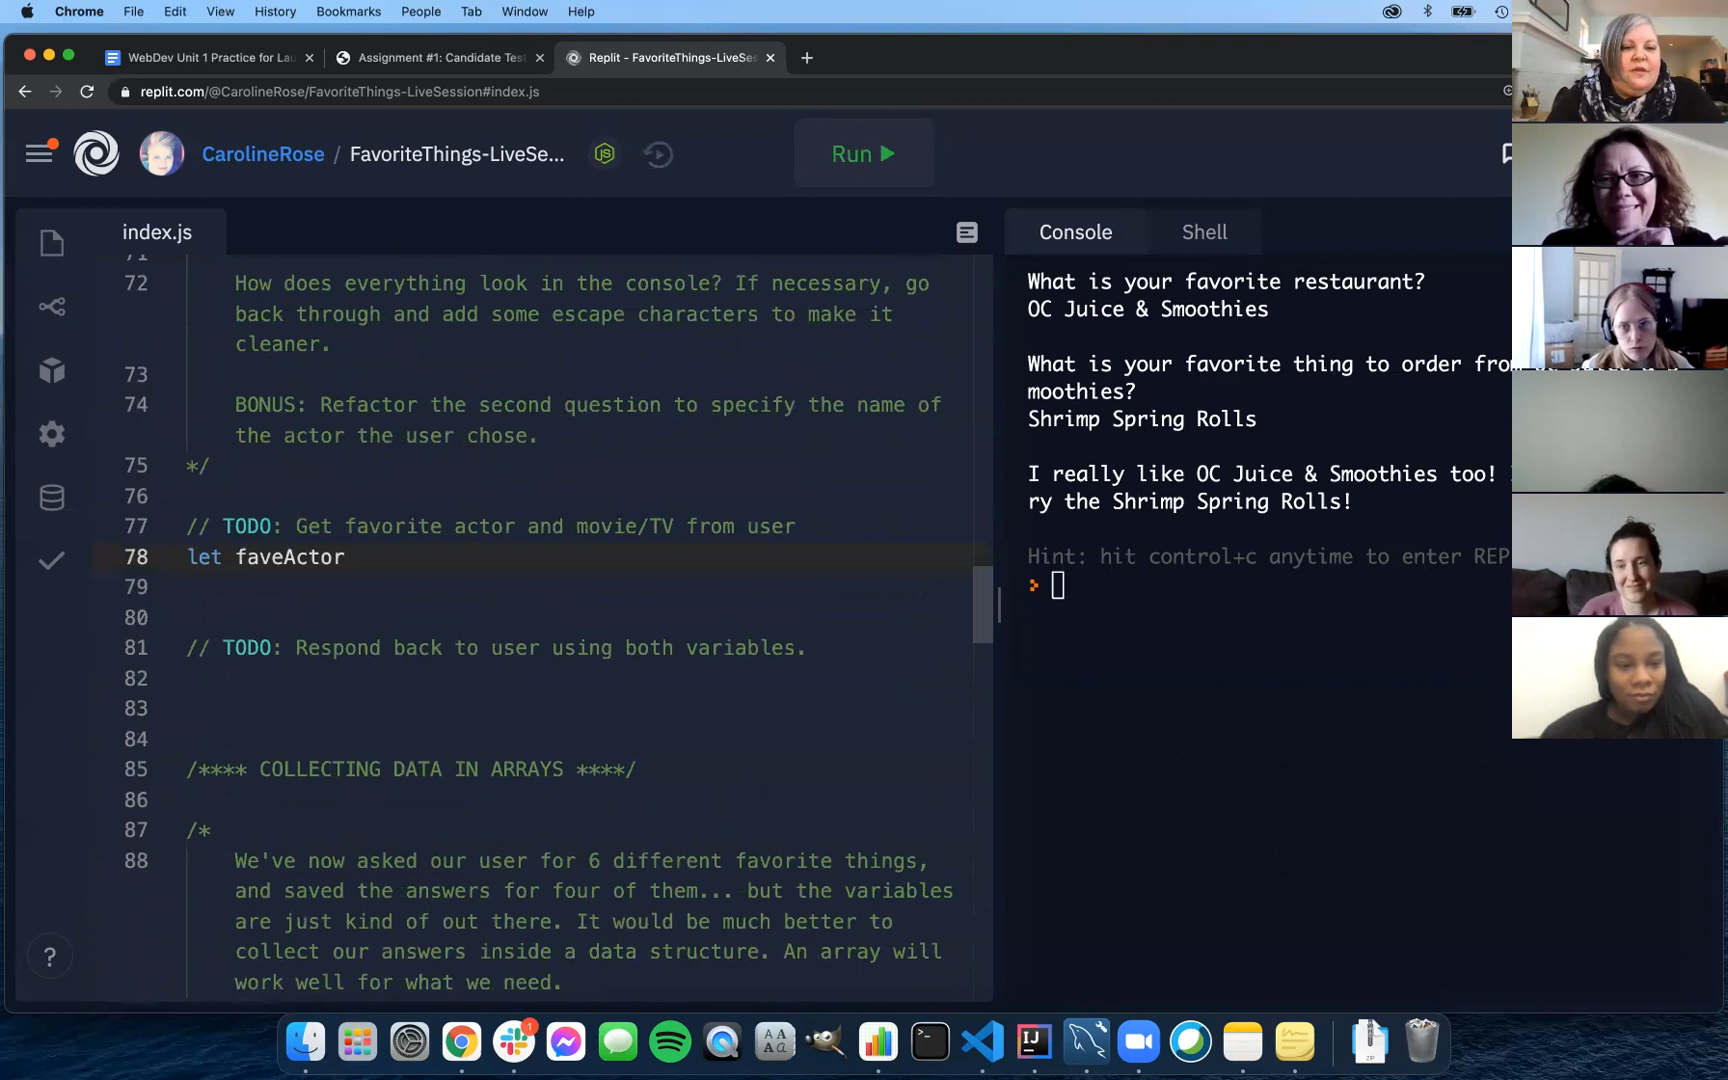 Chrome File Edit View History Bookmarks People Tab Window Help
WebDev Unit 1 Practice for Lau
Assignment #1: Candidate Test
Replit - FavoriteThings-LiveSes
replit.com/@CarolineRose/FavoriteThings-LiveSession#index.js
CarolineRose / FavoriteThings-LiveSe...
Run
index.js
Console
Shell
71
72 How does everything look in the console? If necessary, go
back through and add some escape characters to make it
cleaner.
73
74 BONUS: Refactor the second question to specify the name of
the actor the user chose.
75 */
76
77 // TODO: Get favorite actor and movie/TV from user
78 let faveActor
79
80
81 // TODO: Respond back to user using both variables.
82
83
84
85 /**** COLLECTING DATA IN ARRAYS ****/
86
87 /*
88 We've now asked our user for 6 different favorite things,
and saved the answers for four of them... but the variables
are just kind of out there. It would be much better to
collect our answers inside a data structure. An array will
work well for what we need.
What is your favorite restaurant?
OC Juice & Smoothies
What is your favorite thing to order from
moothies?
Shrimp Spring Rolls
I really like OC Juice & Smoothies too!
ry the Shrimp Spring Rolls!
Hint: hit control+c anytime to enter REP
>
?
1
IJ
ZIP